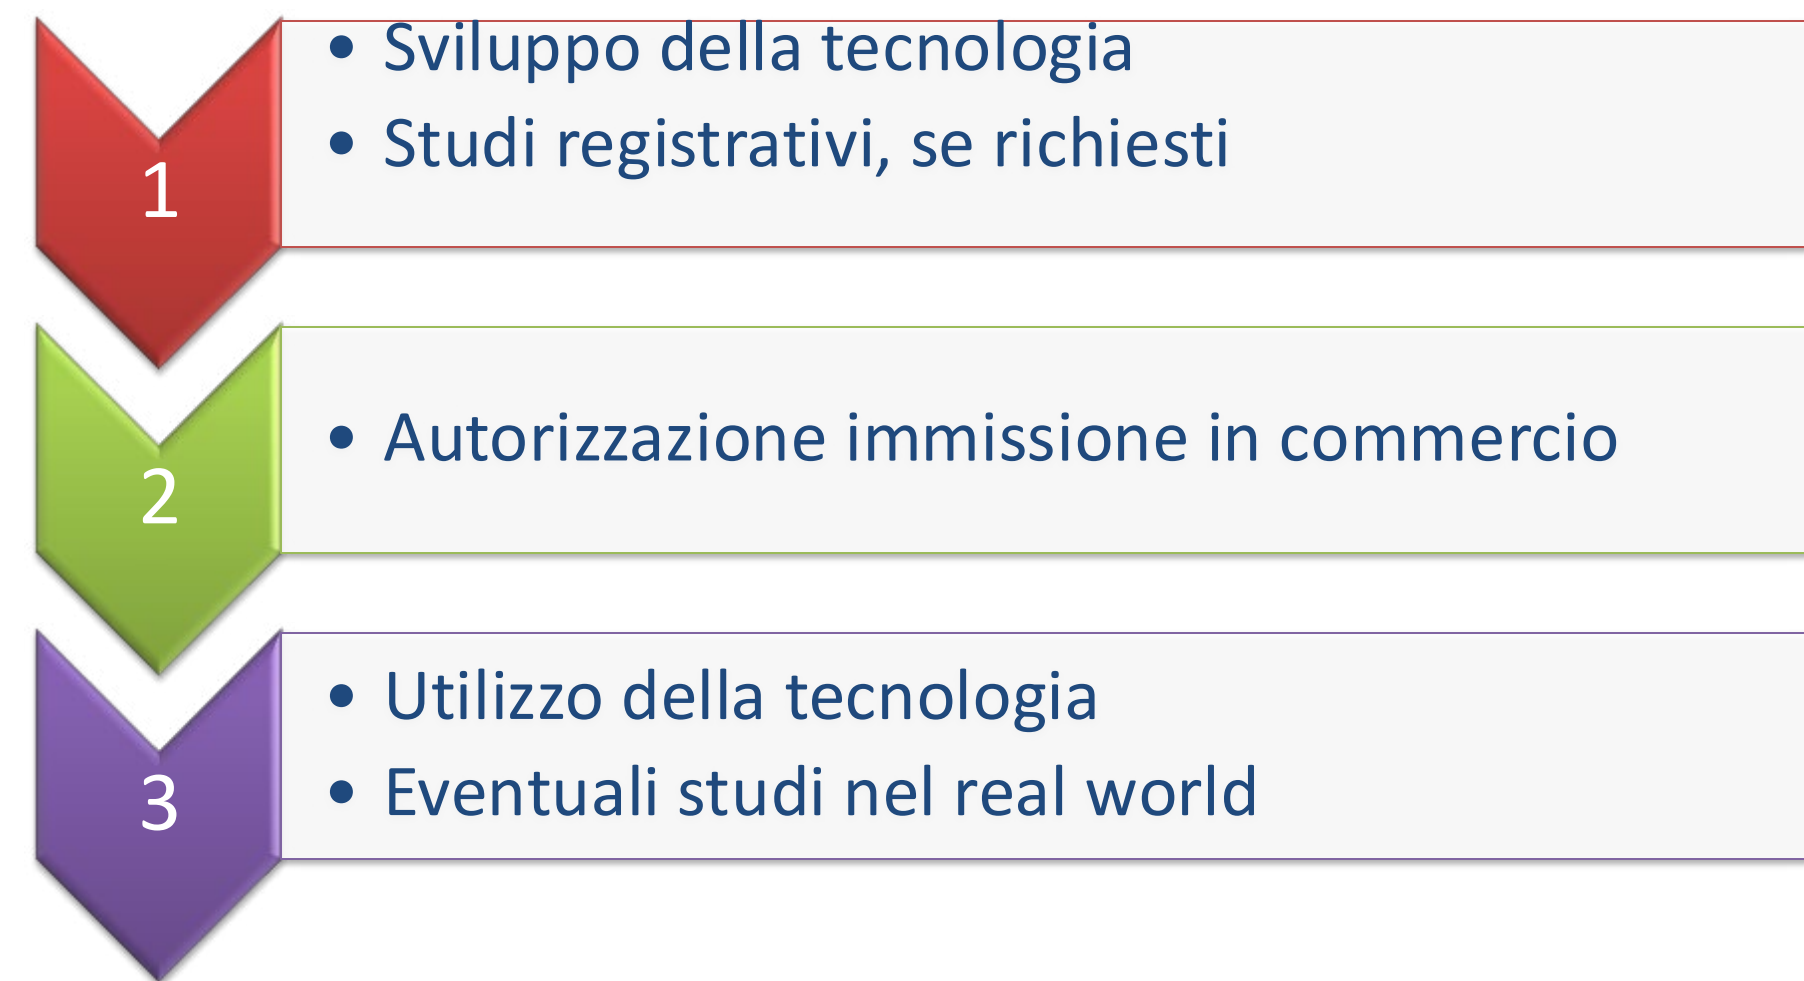 1
• Sviluppo della tecnologia
• Studi registrativi, se richiesti
2
• Autorizzazione immissione in commercio
3
• Utilizzo della tecnologia
• Eventuali studi nel real world